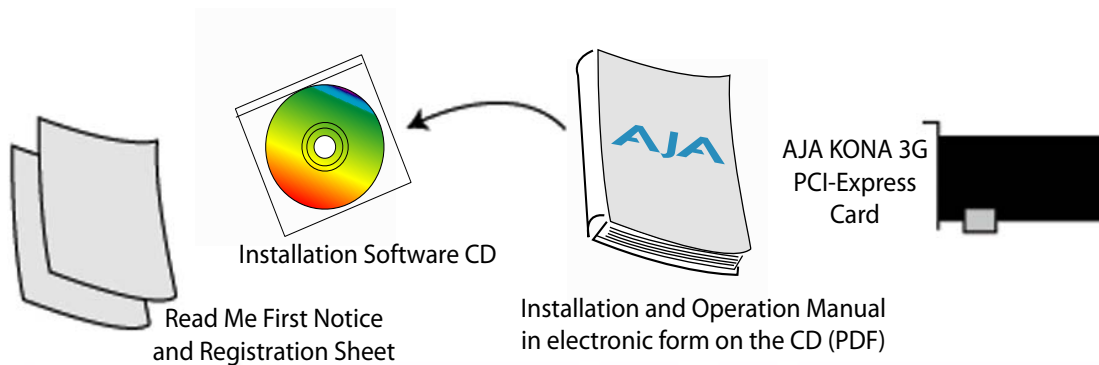 AJA
AJA KONA 3G
PCI-Express
Card
Installation Software CD
Read Me First Notice
and Registration Sheet
Installation and Operation Manual
in electronic form on the CD (PDF)